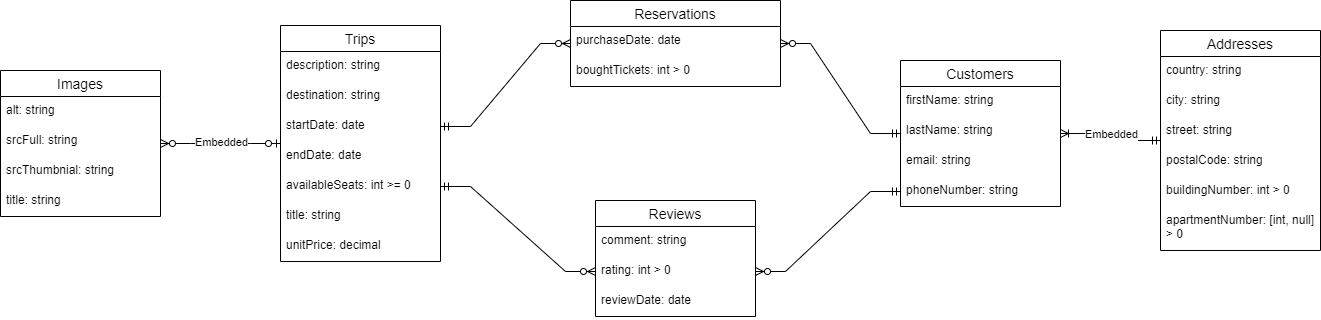 Images
alt: string
srcFull: string
srcThumbnial: string
title: string
Embedded
Trips
description: string
destination: string
startDate: date
endDate: date
availableSeats: int >= 0
title: string
unitPrice: decimal
Reservations
purchaseDate: date
boughtTickets: int > 0
Reviews
comment: string
rating: int > 0
reviewDate: date
Customers
firstName: string
lastName: string
email: string
phoneNumber: string
Embedded
Addresses
country: string
city: string
street: string
postalCode: string
buildingNumber: int > 0
apartmentNumber: [int, null]
> 0